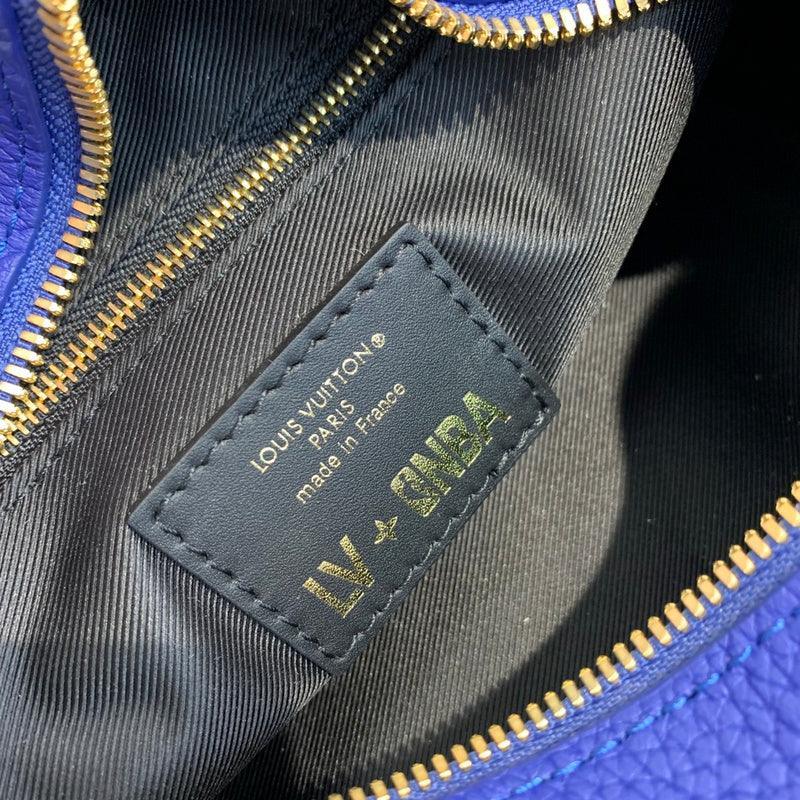 LOUIS VUITTON®
PARIS
made in France
LV NBA